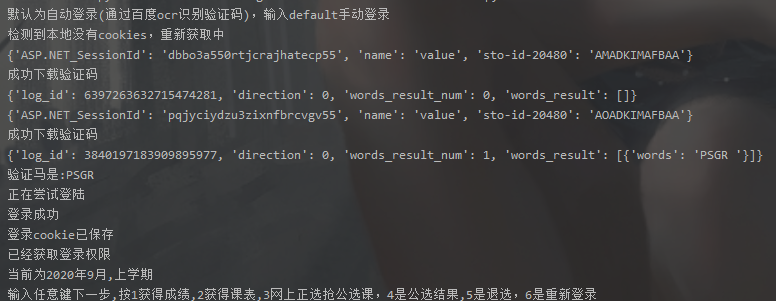 默认为自动登录(通过百度ocr识别验证码)，输入default手动登录
检测到本地没有cookies，重新获取中
{'ASP.NET_SessionId': 'dbbo3a550rtjcrajhatecp55', 'name': 'value', 'sto-id-20480': 'AMADKIMAFBAA'}
成功下载验证码
{'log_id': 6397263632715474281, 'direction': 0, 'words_result_num': 0, 'words_result': []}
{'ASP.NET_SessionId': 'pqjyciydzu3zixnfbrcvgv55', 'name': 'value', 'sto-id-20480': 'AOADKIMAFBAA'}
成功下载验证码
{'log_id': 3840197183909895977, 'direction': 0, 'words_result_num': 1, 'words_result': [{'words': 'PSGR '}]}
验证马是:PSGR
正在尝试登陆
登录成功
登录cookie已保存
已经获取登录权限
当前为2020年9月,上学期
输入任意键下一步,按1获得成绩,2获得课表,3网上正选抢公选课，4是公选结果,5是退选，6是重新登录